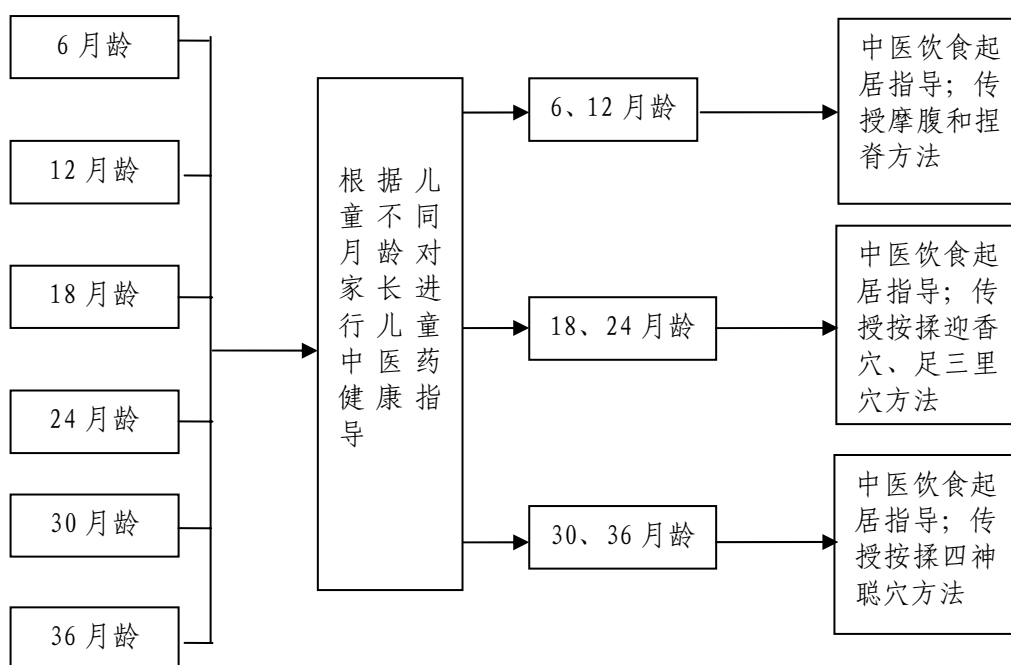 6 月龄
12 月龄
18 月龄
24 月龄
30 月龄
36 月龄
根据儿
童不同
月龄对
家长进
行儿童
中医药
健康指
导
6、12 月龄
18、24 月龄
30、36 月龄
中医饮食起
居指导；传
授摩腹和捏
脊方法
中医饮食起
居指导；传
授按揉迎香
穴、足三里
穴方法
中医饮食起
居指导；传
授按揉四神
聪穴方法